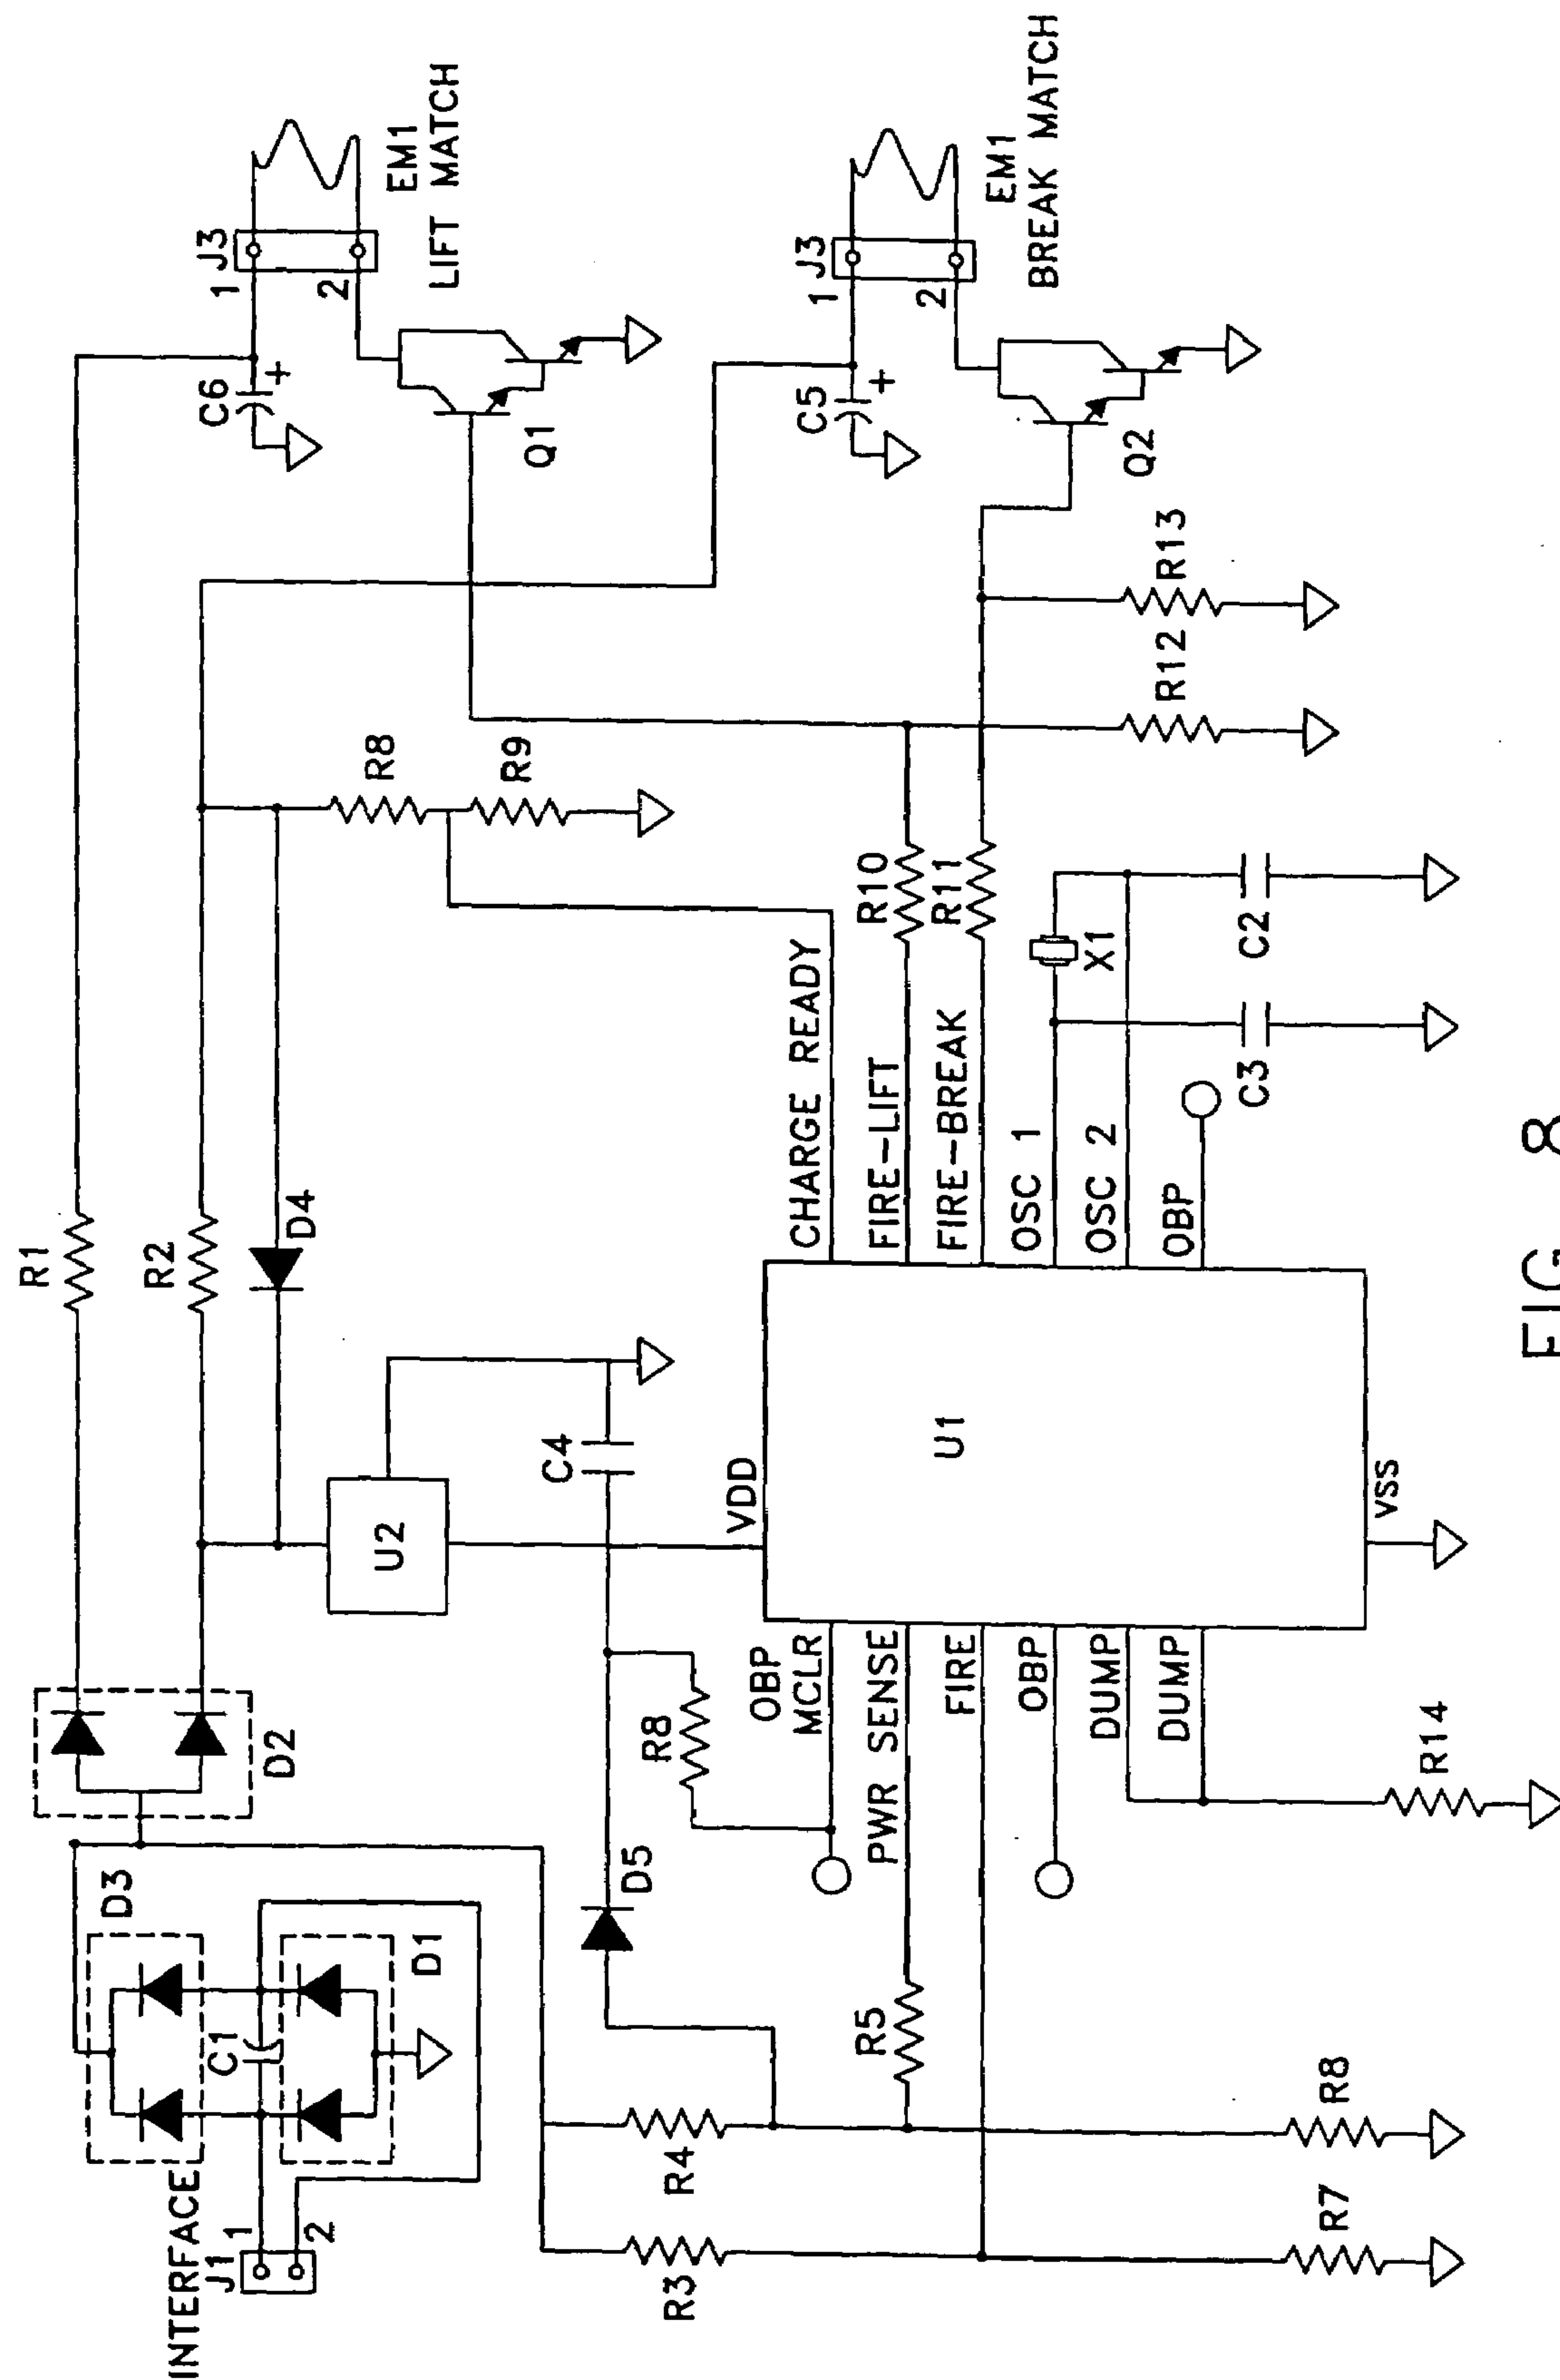 INTERFACE
J1
1
2
D3
C1
D1
D2
R1
R2
D4
U2
C4
R8
D5
R3
R4
R5
R7
R8
VDD
OBP
MCLR
PWR SENSE
FIRE
OBP
DUMP
DUMP
R14
U1
VSS
CHARGE READY
FIRE-LIFT
FIRE-BREAK
OSC 1
OSC 2
OBP
R8
R9
R10
R11
X1
C3
C2
R12
R13
C6
+
J3
1
2
EM1
LIFT MATCH
Q1
C5
+
J3
1
2
EM1
BREAK MATCH
Q2
FIG. 8